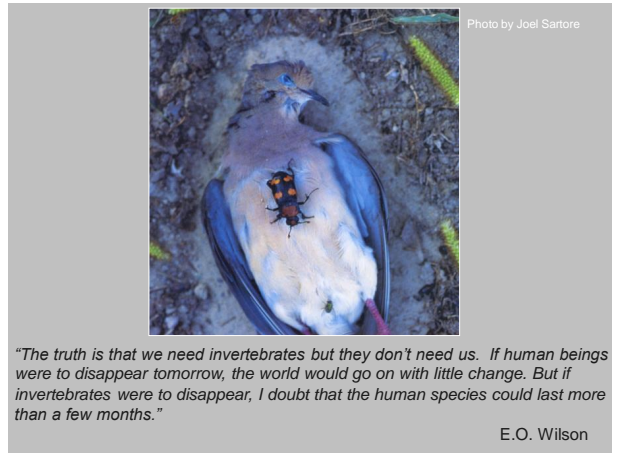 Photo by Joel Sartore
“The truth is that we need invertebrates but they don’t need us.  If human beings
were to disappear tomorrow, the world would go on with little change. But if
invertebrates were to disappear, I doubt that the human species could last more
than a few months.”
E.O. Wilson